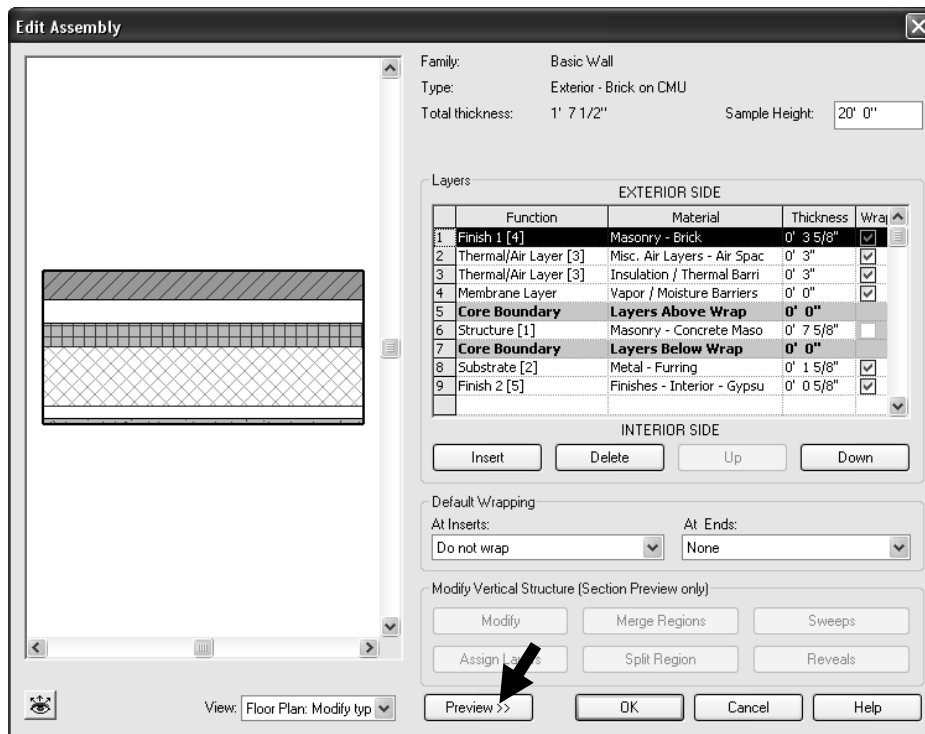 Edit Assembly
Family: Basic Wall
Type: Exterior - Brick on CMU
Total thickness: 1' 7 1/2" Sample Height: 20' 0"
Layers
EXTERIOR SIDE
Function Material Thickness Wrap
1 Finish 1 [4] Masonry - Brick 0' 3 5/8"
2 Thermal/Air Layer [3] Misc. Air Layers - Air Spac 0' 3"
3 Thermal/Air Layer [3] Insulation / Thermal Barri 0' 3"
4 Membrane Layer Vapor / Moisture Barriers 0' 0"
5 Core Boundary Layers Above Wrap 0' 0"
6 Structure [1] Masonry - Concrete Maso 0' 7 5/8"
7 Core Boundary Layers Below Wrap 0' 0"
8 Substrate [2] Metal - Furring 0' 1 5/8"
9 Finish 2 [5] Finishes - Interior - Gypsu 0' 0 5/8"
INTERIOR SIDE
Insert Delete Up Down
Default Wrapping
At Inserts: At Ends:
Do not wrap None
Modify Vertical Structure (Section Preview only)
Modify Merge Regions Sweeps
Assign Layers Split Region Reveals
View: Floor Plan: Modify typ Preview >> OK Cancel Help